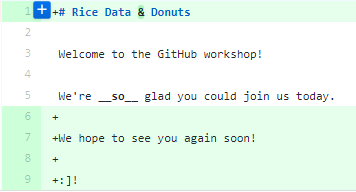 1 +# Rice Data & Donuts
2
3 Welcome to the GitHub workshop!
4
5 We're __so__ glad you could join us today.
6 +
7 +We hope to see you again soon!
8 +
9 +:]!